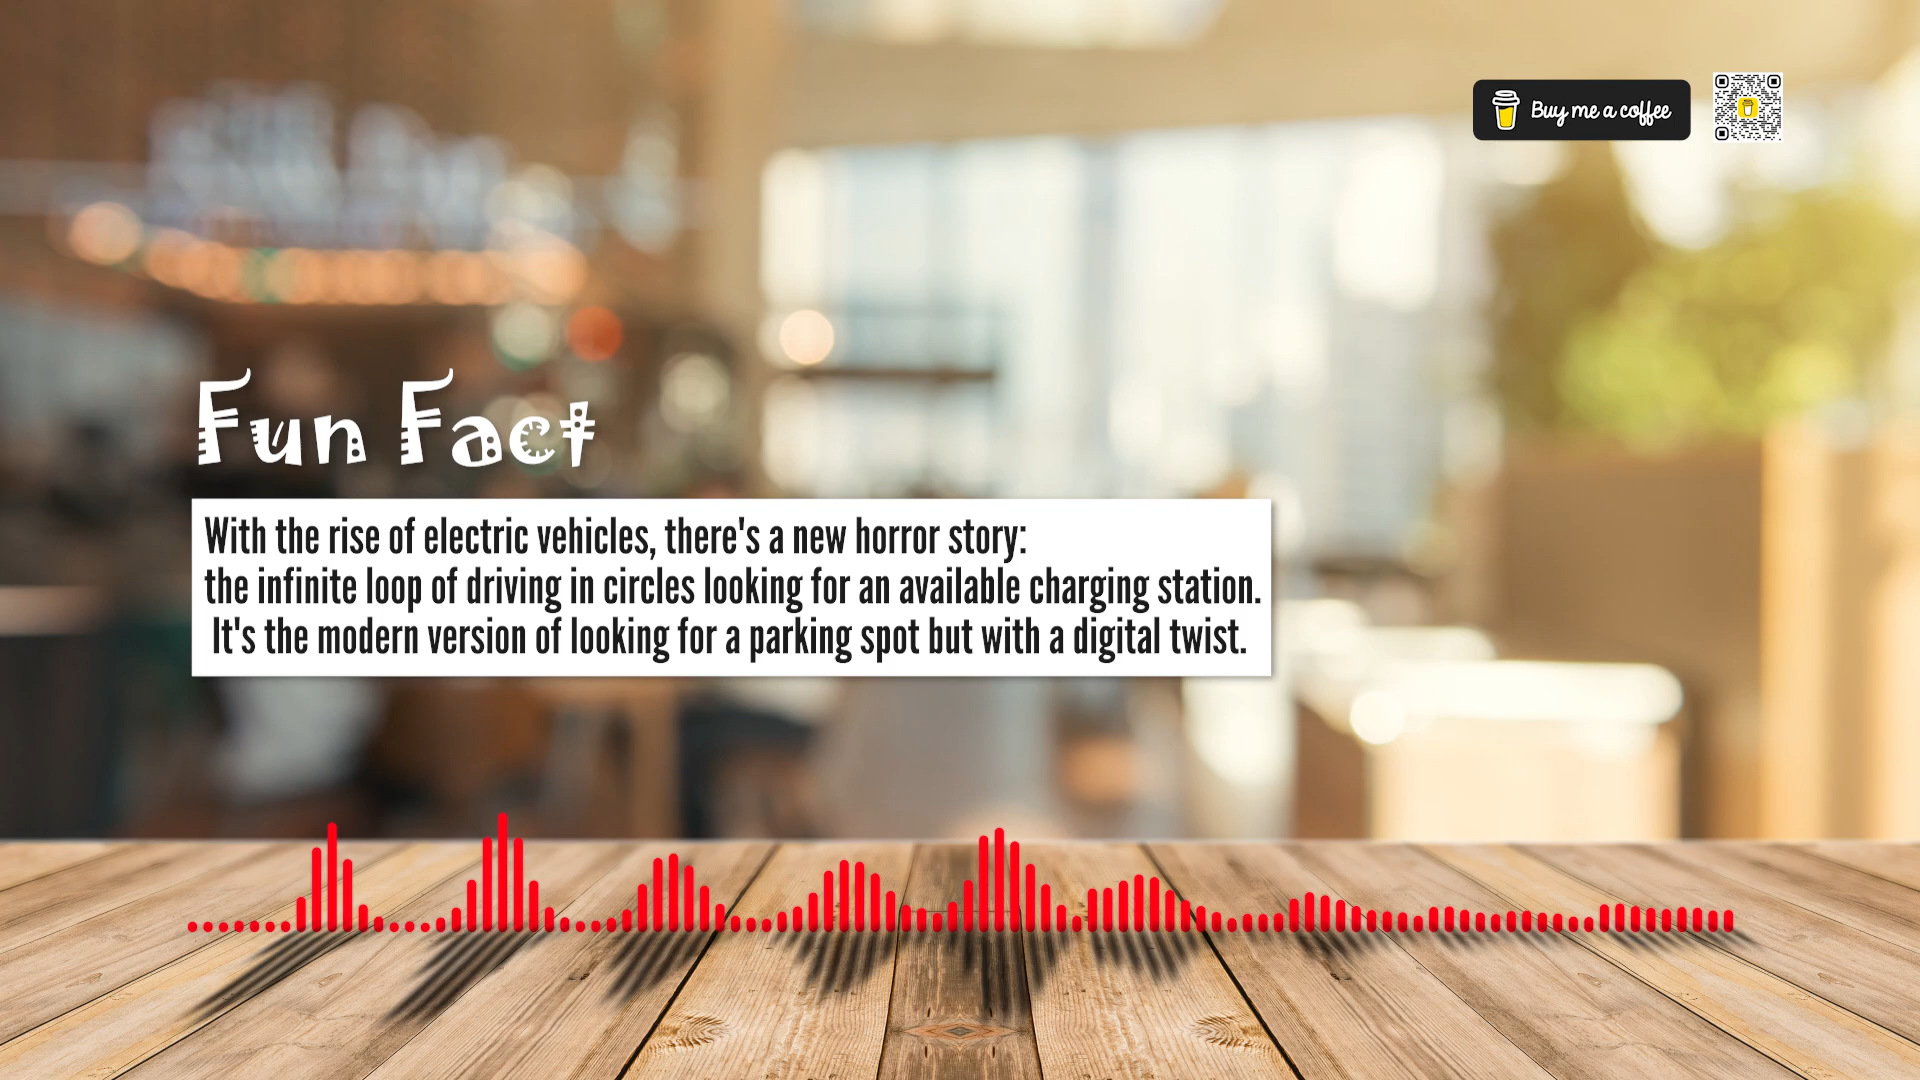 Buy me a coffee
Fun Fact
With the rise of electric vehicles, there's a new horror story:
the infinite loop of driving in circles looking for an available charging station.
It's the modern version of looking for a parking spot but with a digital twist.